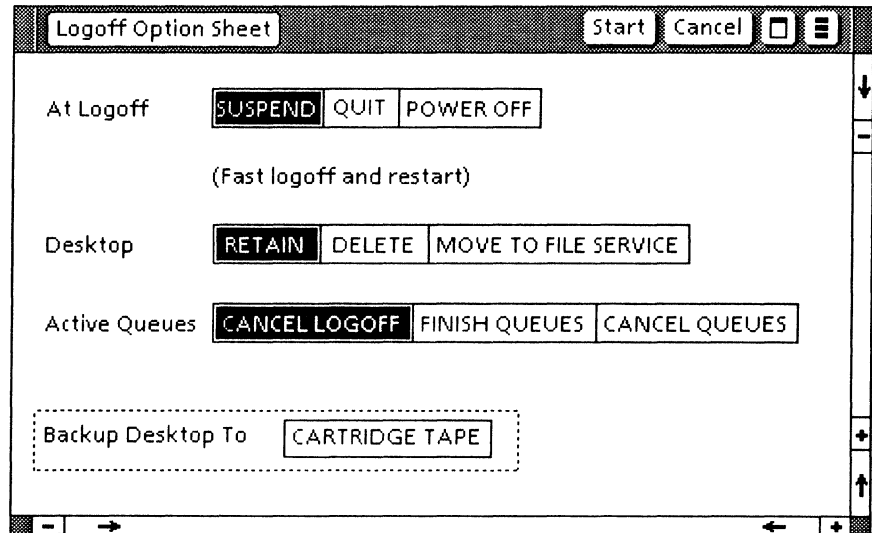 Logoff Option Sheet Start Cancel
At Logoff SUSPEND QUIT POWER OFF
(Fast logoff and restart)
Desktop RETAIN DELETE MOVE TO FILE SERVICE
Active Queues CANCEL LOGOFF FINISH QUEUES CANCEL QUEUES
Backup Desktop To CARTRIDGE TAPE